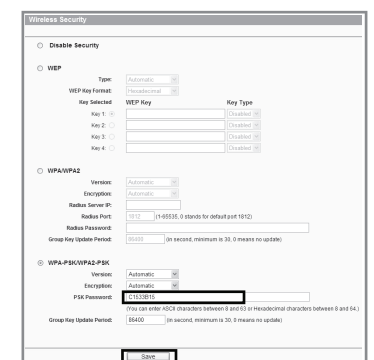 Wireless Security
Disable Security
WEP
Type: Automatic
WEP Key Format: Hexadecimal
Key Selected WEP Key Key Type
Key 1: Disabled
Key 2: Disabled
Key 3: Disabled
Key 4: Disabled
WPA/WPA2
Version: Automatic
Encryption: Automatic
Radius Server IP:
Radius Port: 1812 (1-65535, 0 stands for default port 1812)
Radius Password:
Group Key Update Period: 86400 (in second, minimum is 30, 0 means no update)
WPA-PSK/WPA2-PSK
Version: Automatic
Encryption: Automatic
PSK Password: C1533B15
(You can enter ASCII characters between 8 and 63 or Hexadecimal characters between 8 and 64.)
Group Key Update Period: 86400 (in second, minimum is 30, 0 means no update)
Save